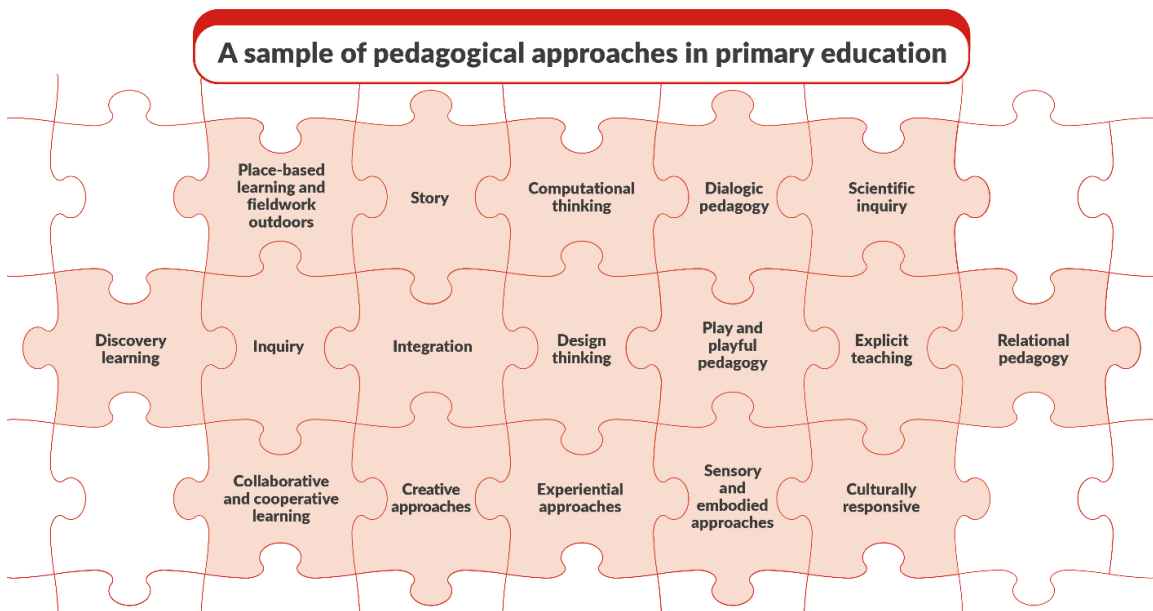 A sample of pedagogical approaches in primary education
Place-based
learning and
fieldwork
outdoors
Story
Computational
thinking
Dialogic
pedagogy
Scientific
inquiry
Discovery
learning
Inquiry
Integration
Design
thinking
Play and
playful
pedagogy
Explicit
teaching
Relational
pedagogy
Collaborative
and cooperative
learning
Creative
approaches
Experiential
approaches
Sensory
and
embodied
approaches
Culturally
responsive